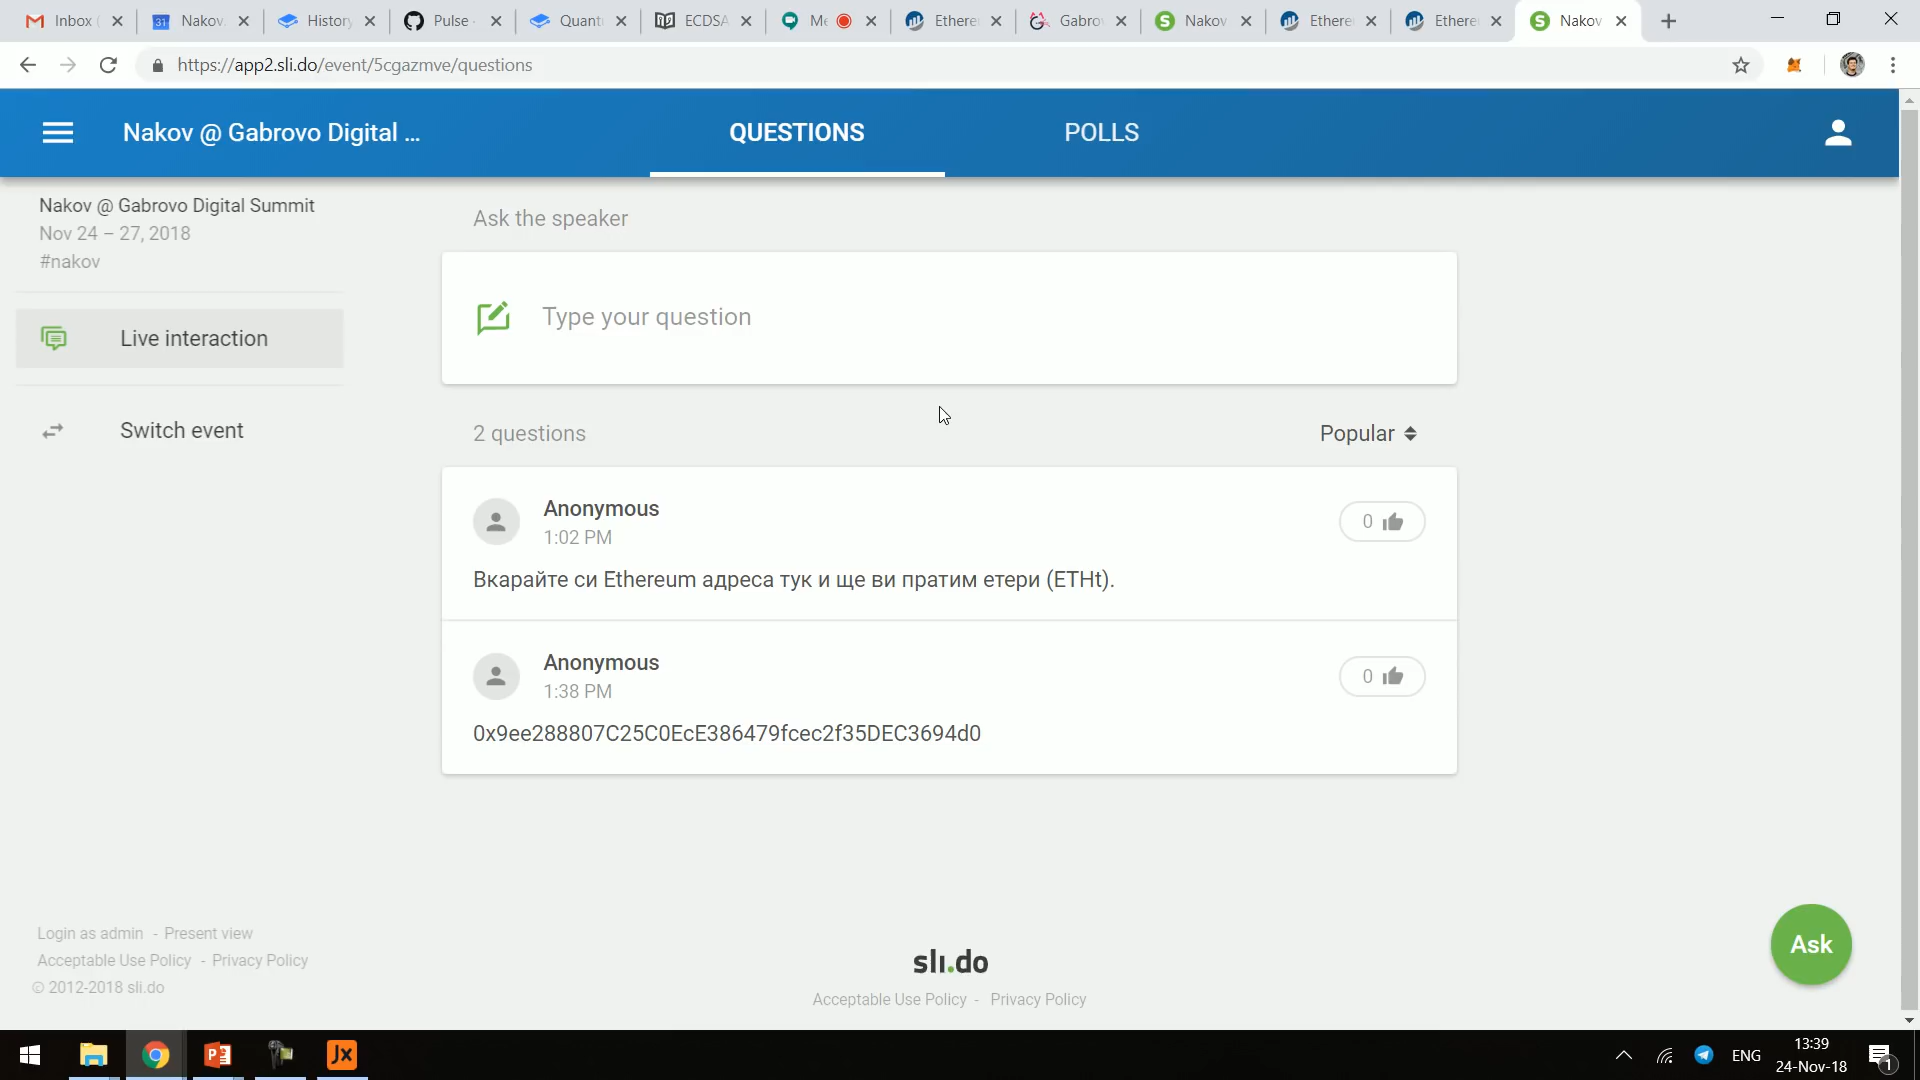 Inbox (
Nakov
History
Pulse
Quant
ECDSA
Me
Ethere
Gabro
Nakov
Ethere
Ethere
Nakov
https://app2.sli.do/event/5cgazmve/questions
Nakov @ Gabrovo Digital ...
QUESTIONS
POLLS
Nakov @ Gabrovo Digital Summit
Nov 24 – 27, 2018
#nakov
Live interaction
Switch event
Ask the speaker
Type your question
2 questions
Popular
Anonymous
1:02 PM
0
Вкарайте си Ethereum адреса тук и ще ви пратим етери (ETHt).
Anonymous
1:38 PM
0
0x9ee288807C25C0EcE386479fcec2f35DEC3694d0
Login as admin - Present view
Acceptable Use Policy - Privacy Policy
© 2012-2018 sli.do
sli.do
Acceptable Use Policy - Privacy Policy
Ask
ENG
13:39
24-Nov-18
1